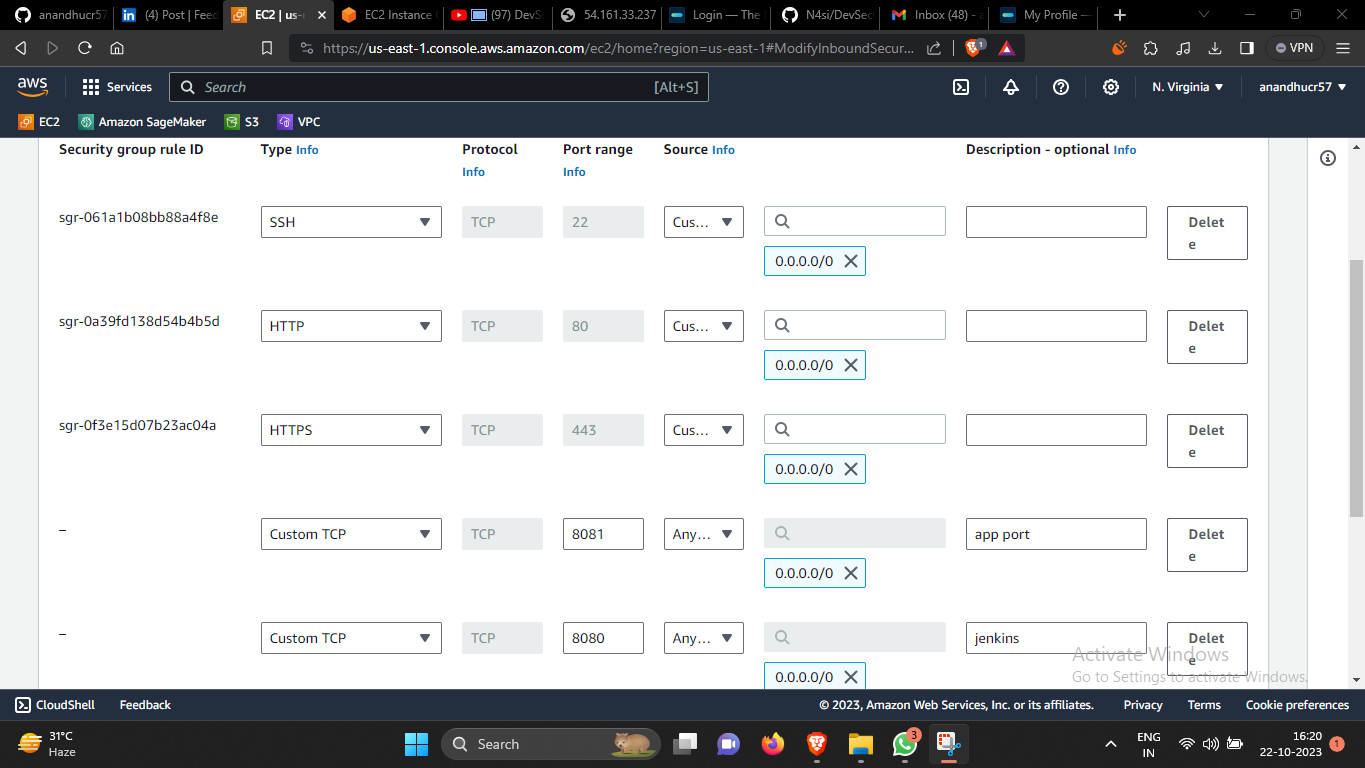 anandhucr57
(4) Post | Feed
EC2 | us-e
EC2 Instance
(97) DevS
54.161.33.237
Login — The
N4si/DevSec
Inbox (48) - a
My Profile —
https://us-east-1.console.aws.amazon.com/ec2/home?region=us-east-1#ModifyInboundSecur...
1
VPN
aws
Services
Search
[Alt+S]
N. Virginia
anandhucr57
EC2
Amazon SageMaker
S3
VPC
Security group rule ID
Type Info
Protocol
Info
Port range
Info
Source Info
Description - optional Info
sgr-061a1b08bb88a4f8e
SSH
TCP
22
Cus...
0.0.0.0/0
Delet
e
sgr-0a39fd138d54b4b5d
HTTP
TCP
80
Cus...
0.0.0.0/0
Delet
e
sgr-0f3e15d07b23ac04a
HTTPS
TCP
443
Cus...
0.0.0.0/0
Delet
e
–
Custom TCP
TCP
8081
Any...
0.0.0.0/0
app port
Delet
e
–
Custom TCP
TCP
8080
Any...
0.0.0.0/0
jenkins
Delet
e
Activate Windows
Go to Settings to activate Windows.
CloudShell
Feedback
© 2023, Amazon Web Services, Inc. or its affiliates.
Privacy
Terms
Cookie preferences
31°C
Haze
Search
3
ENG
IN
16:20
22-10-2023
1